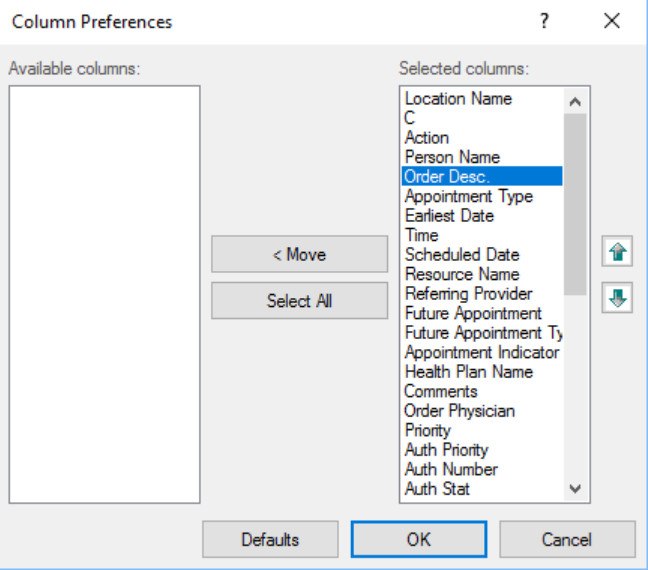 Column Preferences
?
Available columns:
Selected columns:
Location Name
C
Action
Person Name
Order Desc.
Appointment Type
Earliest Date
Time
Scheduled Date
Resource Name
Referring Provider
Future Appointment
Future Appointment Ty
Appointment Indicator
Health Plan Name
Comments
Order Physician
Priority
Auth Priority
Auth Number
Auth Stat
< Move
Select All
Defaults
OK
Cancel